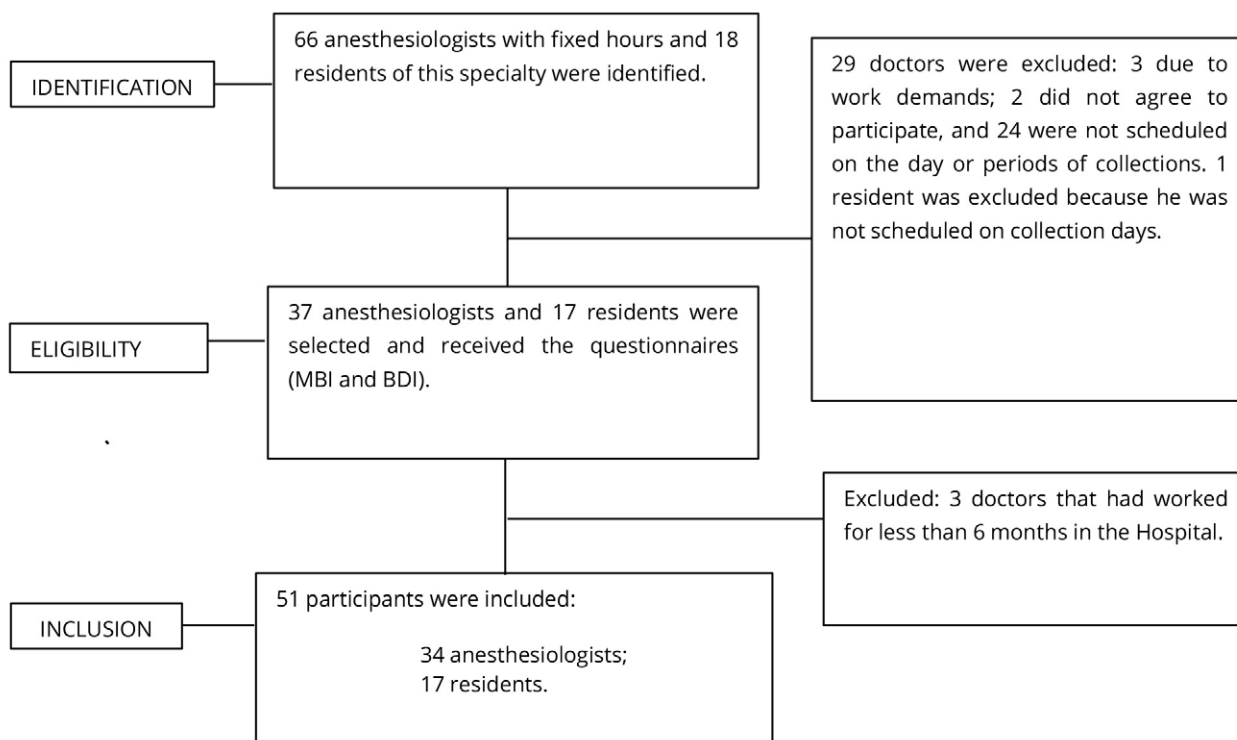 66 anesthesiologists with fixed hours and 18
residents of this specialty were identified.
IDENTIFICATION
29 doctors were excluded: 3 due to
work demands; 2 did not agree to
participate, and 24 were not scheduled
on the day or periods of collections. 1
resident was excluded because he was
not scheduled on collection days.
37 anesthesiologists and 17 residents were
selected and received the questionnaires
(MBI and BDI).
ELIGIBILITY
Excluded: 3 doctors that had worked
for less than 6 months in the Hospital.
51 participants were included:
34 anesthesiologists;
17 residents.
INCLUSION